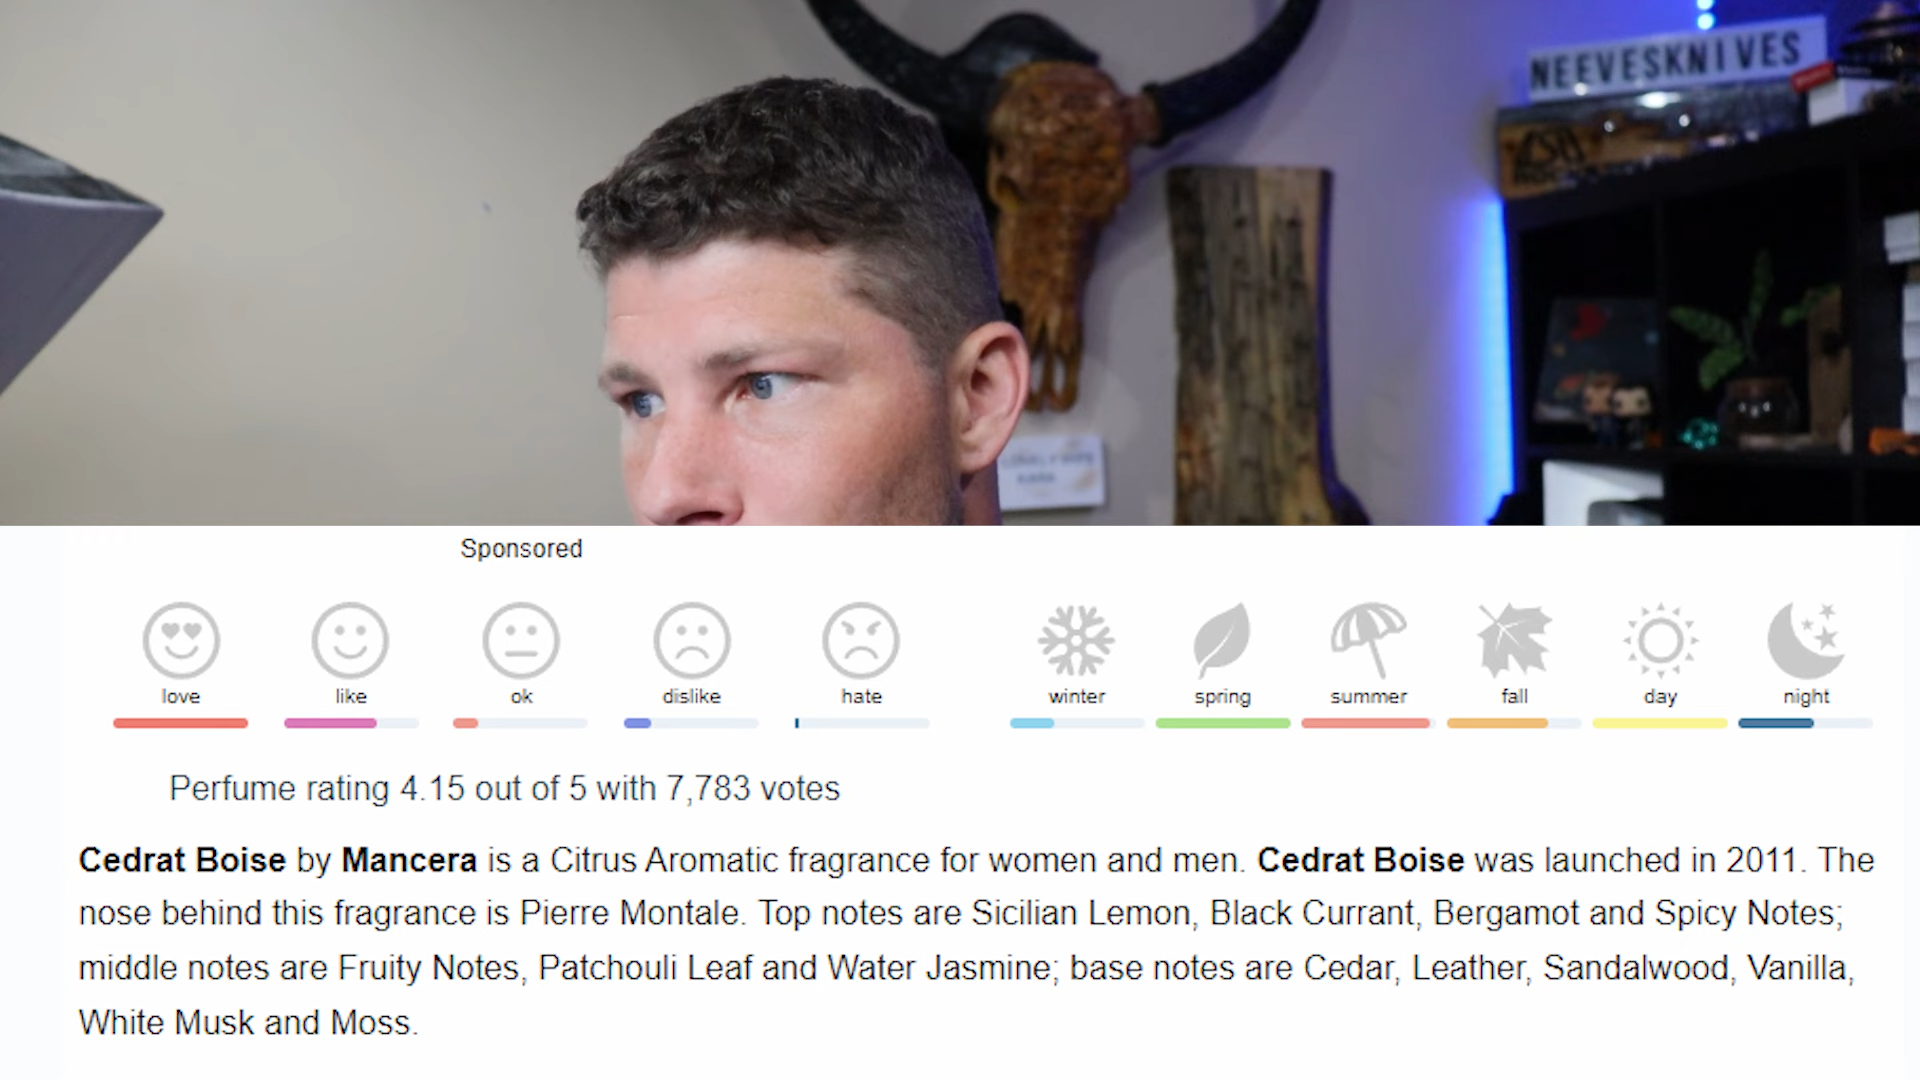 NEEVESKNIVES
Sponsored
love like ok dislike hate winter spring summer fall day night
Perfume rating 4.15 out of 5 with 7,783 votes
Cedrat Boise by Mancera is a Citrus Aromatic fragrance for women and men. Cedrat Boise was launched in 2011. The
nose behind this fragrance is Pierre Montale. Top notes are Sicilian Lemon, Black Currant, Bergamot and Spicy Notes;
middle notes are Fruity Notes, Patchouli Leaf and Water Jasmine; base notes are Cedar, Leather, Sandalwood, Vanilla,
White Musk and Moss.